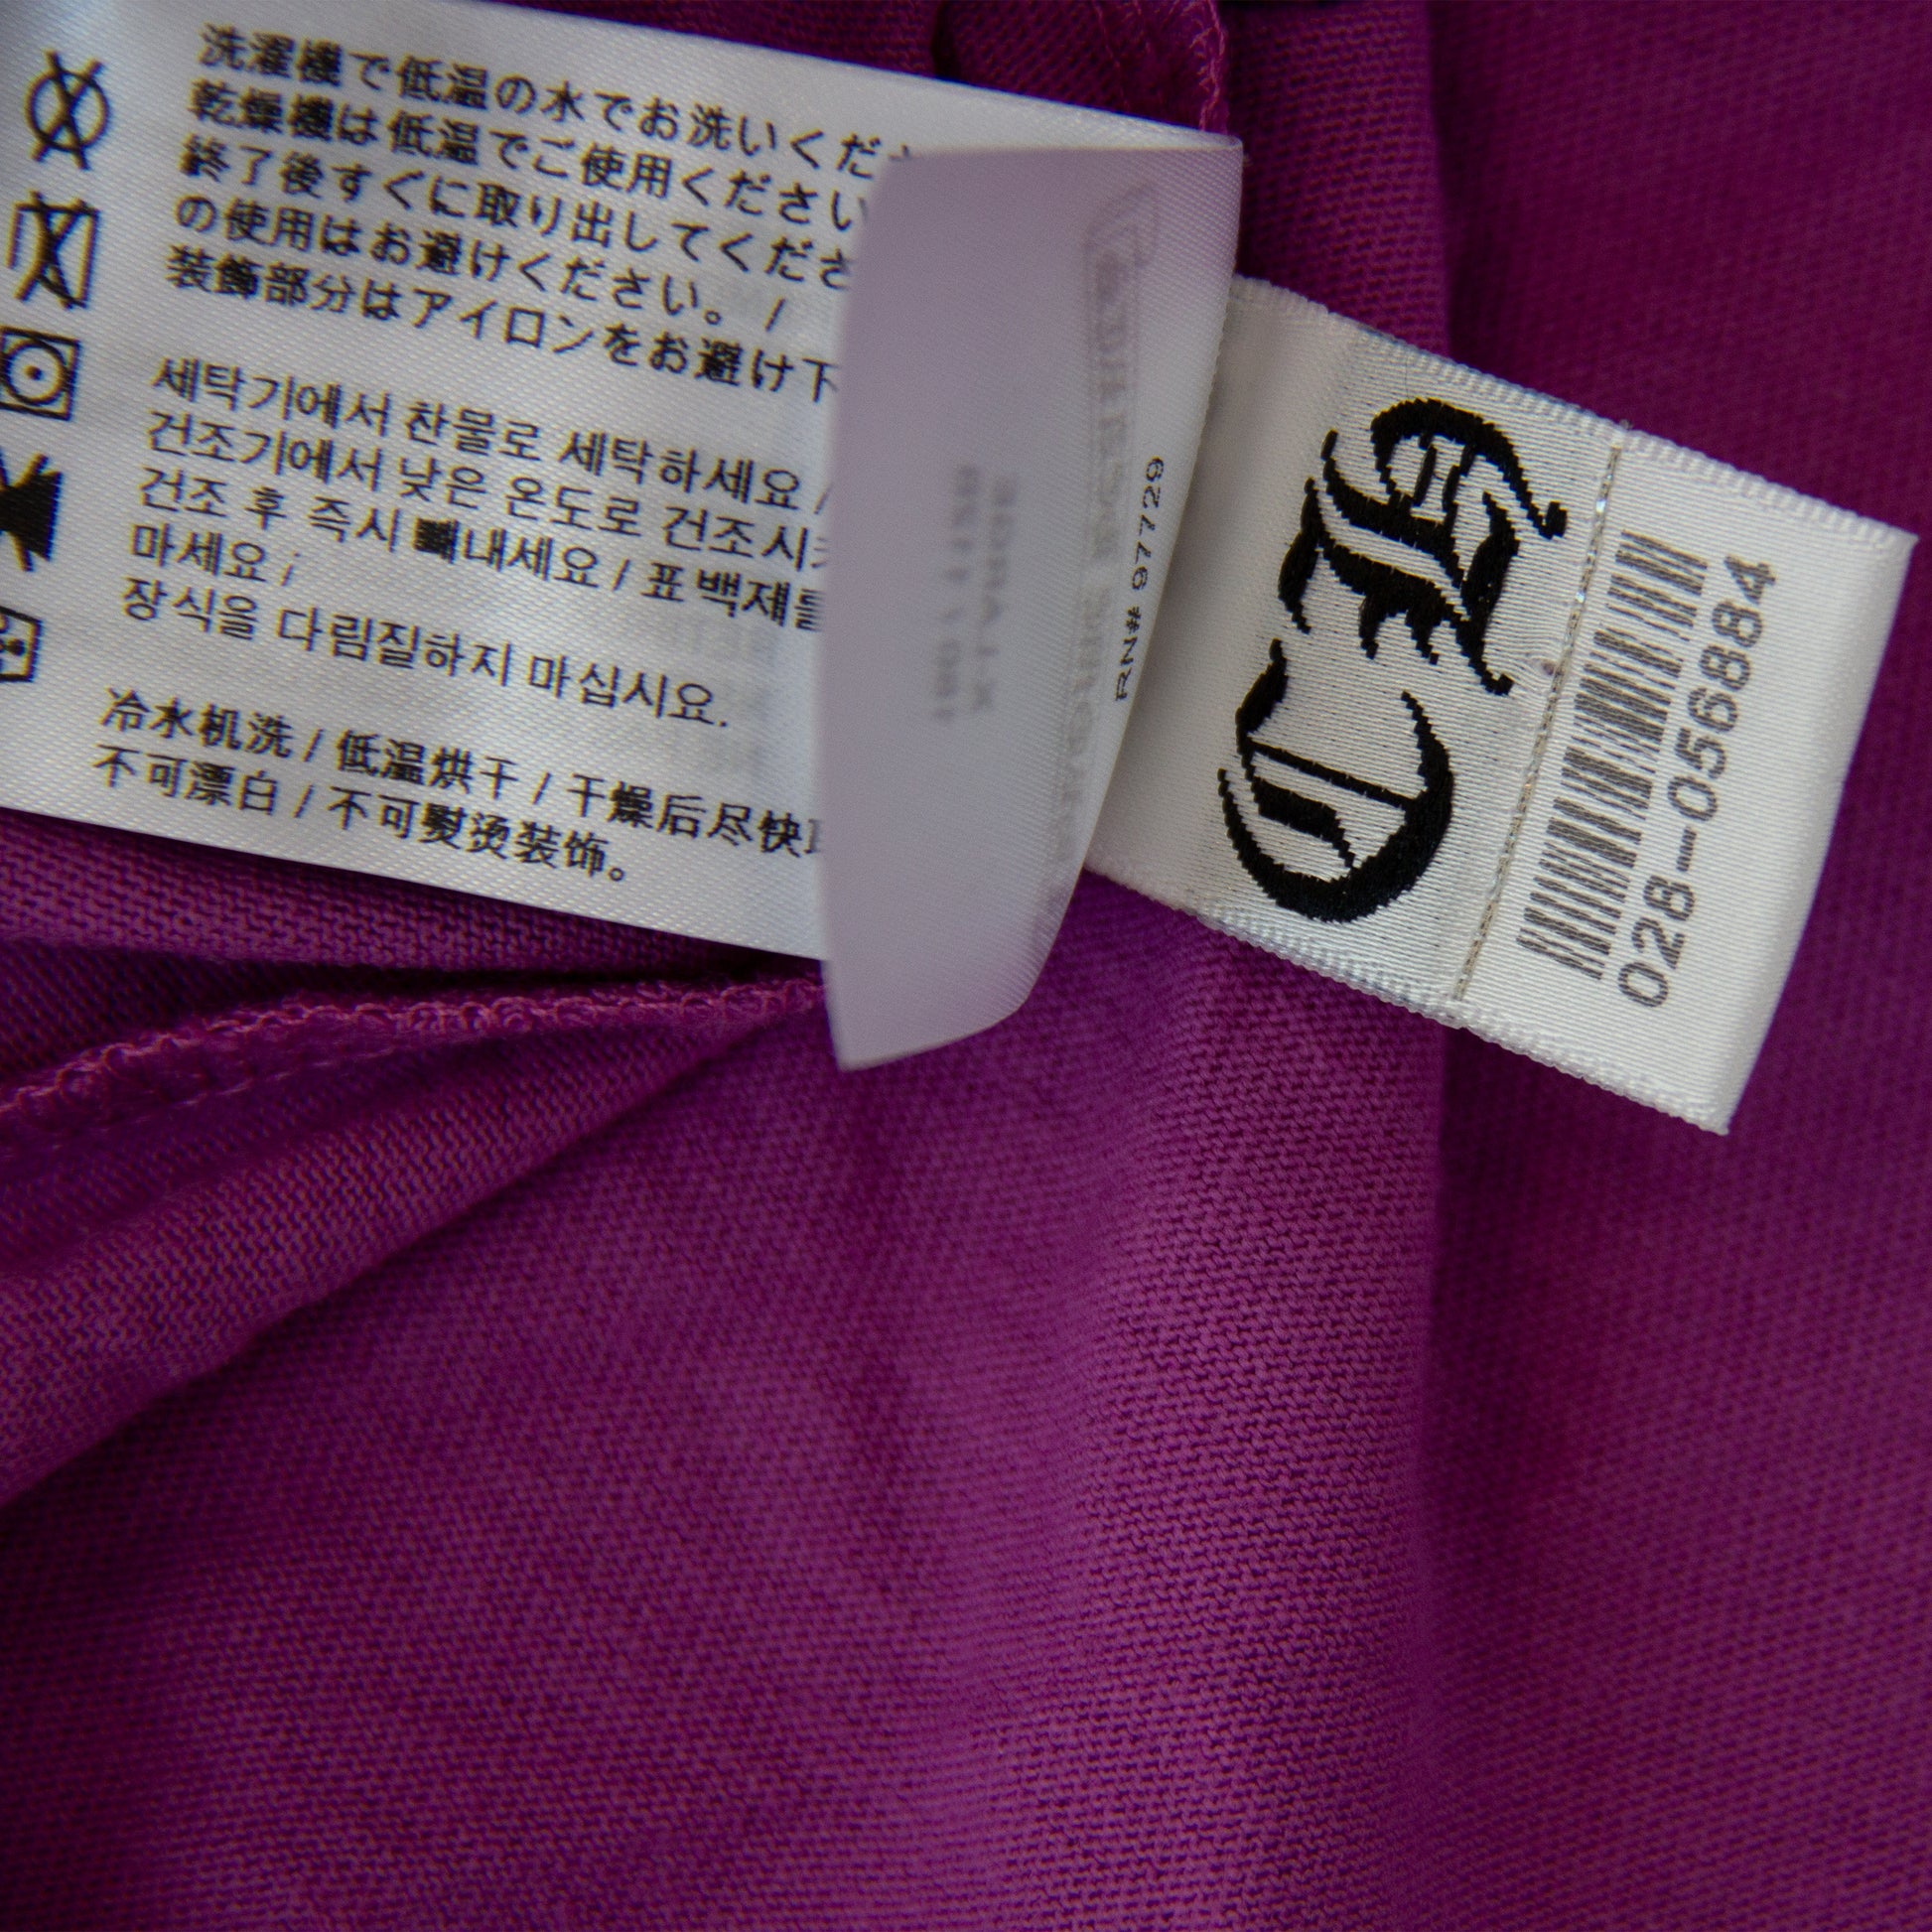 洗濯機で低温の水でお洗いくださ
乾燥機は低温でご使用ください
終了後すぐに取り出してくださ
の使用はお避けください。 /
装飾部分はアイロンをお避け下
세탁기에서 찬물로 세탁하세요 /
건조기에서 낮은 온도로 건조시키
건조 후 즉시 빼내세요 / 표백재를
마세요 ;
장식을 다림질하지 마십시요.
冷水机洗 / 低温烘干 / 干燥后尽快
不可漂白 / 不可熨烫装饰。
RN# 97729
CH
028-056884